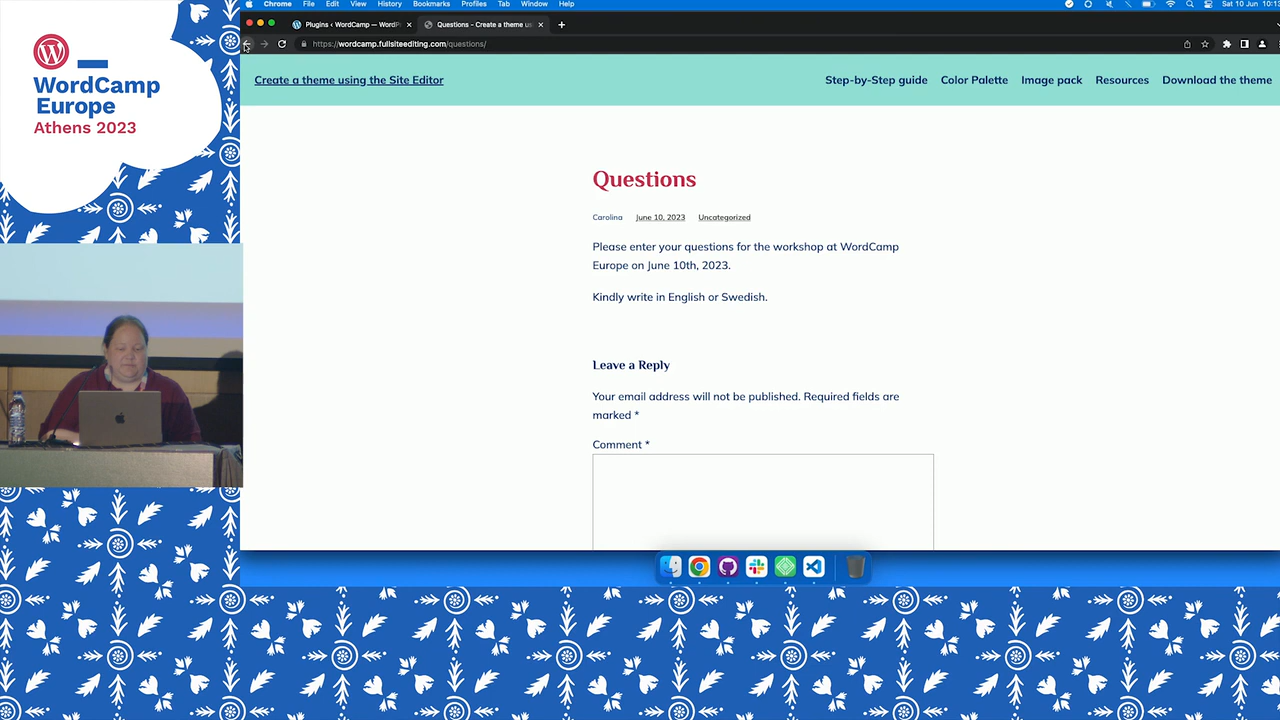 WordCamp
Europe
Athens 2023
Chrome File Edit View History Bookmarks Profiles Tab Window Help
Sat 10 Jun 10:13
Plugins ‹ WordCamp — WordP
Questions - Create a theme us
https://wordcamp.fullsiteediting.com/questions/
Create a theme using the Site Editor
Step-by-Step guide Color Palette Image pack Resources Download the theme
Questions
Carolina June 10, 2023 Uncategorized
Please enter your questions for the workshop at WordCamp
Europe on June 10th, 2023.
Kindly write in English or Swedish.
Leave a Reply
Your email address will not be published. Required fields are
marked *
Comment *